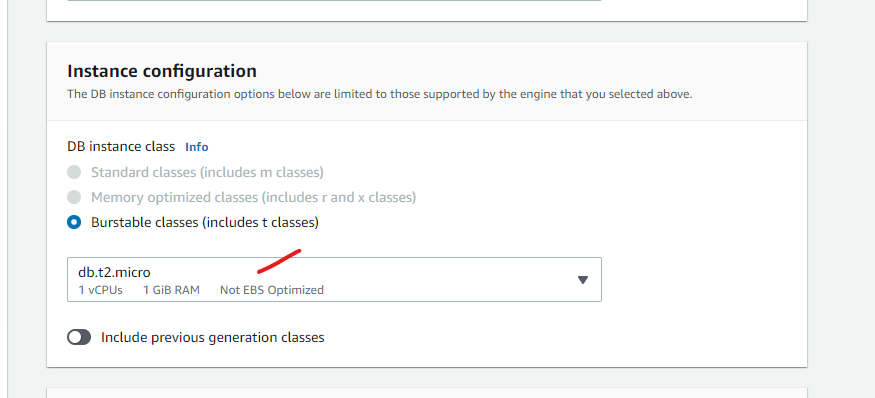 Instance configuration
The DB instance configuration options below are limited to those supported by the engine that you selected above.
DB instance class Info
Standard classes (includes m classes)
Memory optimized classes (includes r and x classes)
Burstable classes (includes t classes)
db.t2.micro
1 vCPUs 1 GiB RAM Not EBS Optimized
Include previous generation classes